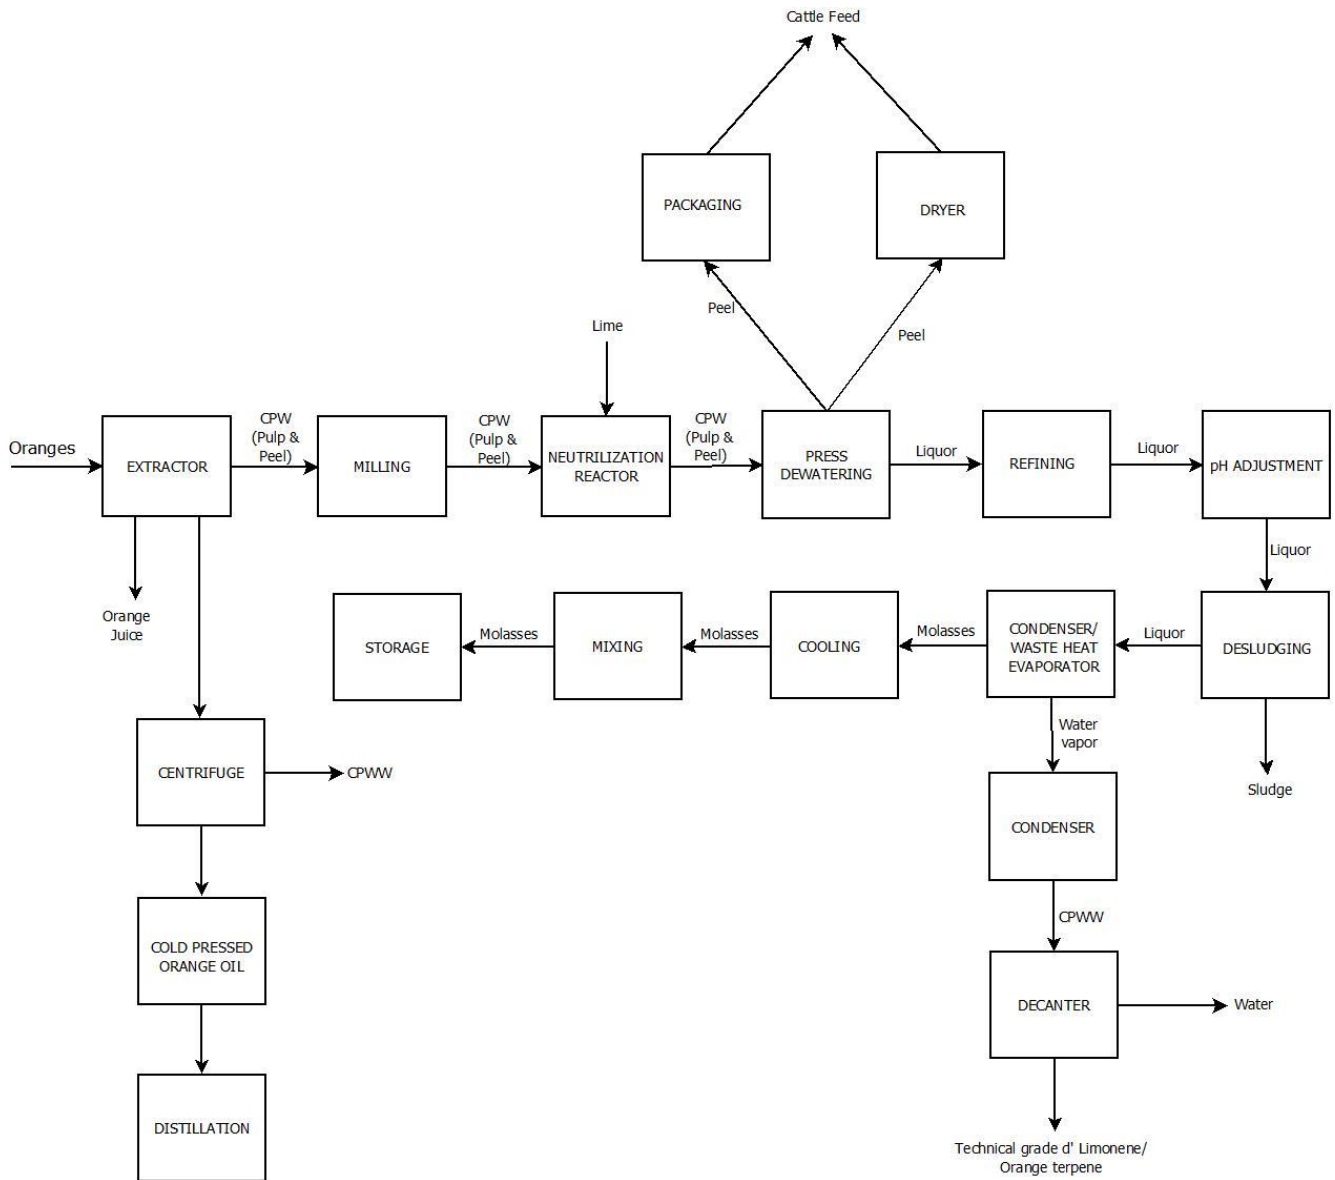 Cattle Feed
PACKAGING
DRYER
Peel
Peel
Lime
Oranges
EXTRACTOR
CPW
(Pulp &
Peel)
MILLING
CPW
(Pulp &
Peel)
NEUTRILIZATION
REACTOR
CPW
(Pulp &
Peel)
PRESS
DEWATERING
Liquor
REFINING
Liquor
pH ADJUSTMENT
Liquor
Orange
Juice
STORAGE
Molasses
MIXING
Molasses
COOLING
Molasses
CONDENSER/
WASTE HEAT
EVAPORATOR
Liquor
DESLUDGING
Water
vapor
Sludge
CENTRIFUGE
CPWW
CONDENSER
CPWW
COLD PRESSED
ORANGE OIL
DECANTER
Water
DISTILLATION
Technical grade d' Limonene/
Orange terpene